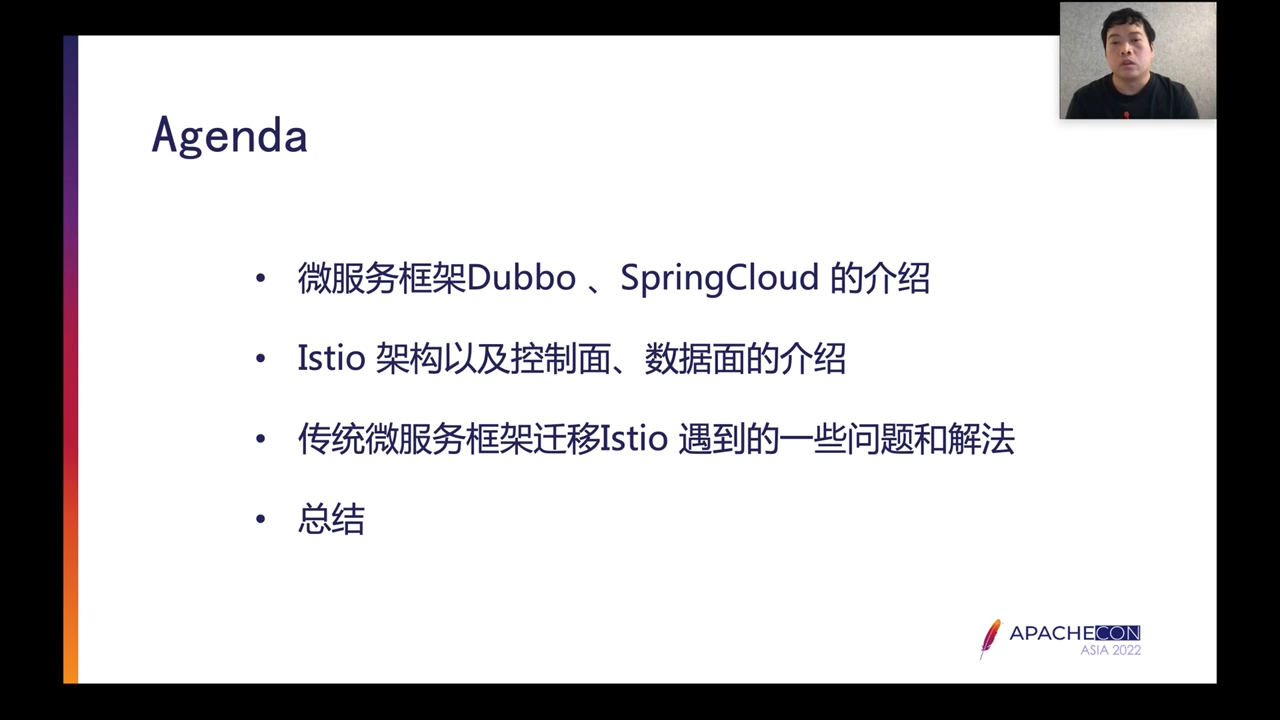 Agenda
• 微服务框架Dubbo 、SpringCloud 的介绍
• Istio 架构以及控制面、数据面的介绍
• 传统微服务框架迁移Istio 遇到的一些问题和解法
• 总结
APACHECON
ASIA 2022